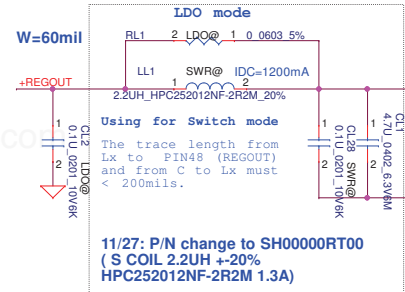 LDO mode
W=60mil
RL1 2 LDO@ 1 0_0603_5%
LL1 1 SWR@ 2 IDC=1200mA
+REGOUT
2.2UH_HPC252012NF-2R2M_20%
Using for Switch mode
The trace length from
Lx to PIN48 (REGOUT)
and from C to Lx must
< 200mils.
1
2
CL2
0.1U_0201_10V6K
LDO@
1
2
CL28
0.1U_0201_10V6K
SWR@
1
2
CL1
4.7U_0402_6.3V6M
11/27: P/N change to SH00000RT00
( S COIL 2.2UH +-20%
HPC252012NF-2R2M 1.3A)